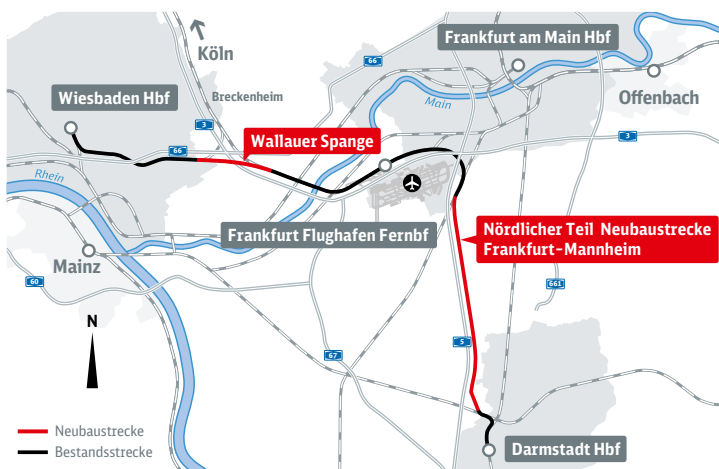 Köln
66
Frankfurt am Main Hbf
Wiesbaden Hbf
Breckenheim
Main
Offenbach
3
66
Wallauer Spange
3
Rhein
Frankfurt Flughafen Fernbf
Nördlicher Teil Neubaustrecke
Frankfurt-Mannheim
Mainz
60
661
N
67
5
Neubaustrecke
Bestandsstrecke
Darmstadt Hbf